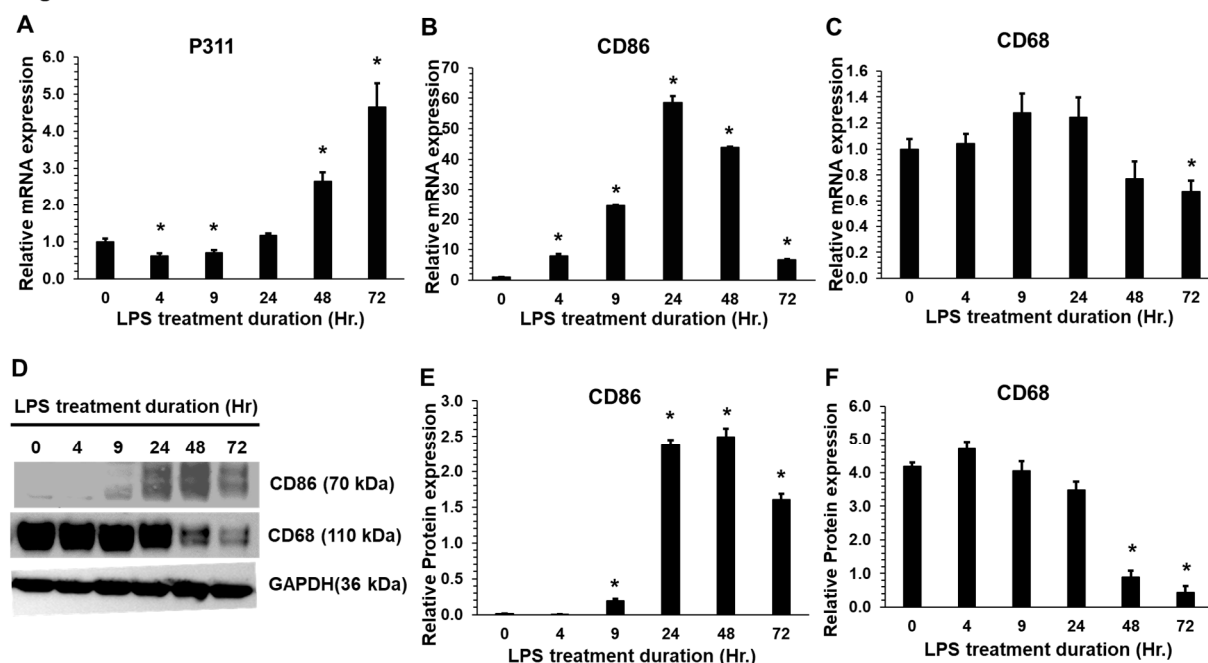 A
P311
Relative mRNA expression
6.0
5.0
4.0
3.0
2.0
1.0
0.0
* * * *
0 4 9 24 48 72
LPS treatment duration (Hr.)
B
CD86
Relative mRNA expression
70
60
50
40
30
20
10
0
* * * * *
0 4 9 24 48 72
LPS treatment duration (Hr.)
C
CD68
Relative mRNA expression
1.6
1.4
1.2
1.0
0.8
0.6
0.4
0.2
0.0
*
0 4 9 24 48 72
LPS treatment duration (Hr.)
D
LPS treatment duration (Hr)
0 4 9 24 48 72
CD86 (70 kDa)
CD68 (110 kDa)
GAPDH(36 kDa)
E
CD86
Relative Protein expression
3.0
2.5
2.0
1.5
1.0
0.5
0.0
* * * *
0 4 9 24 48 72
LPS treatment duration (Hr.)
F
CD68
Relative Protein expression
6.0
5.0
4.0
3.0
2.0
1.0
0.0
* *
0 4 9 24 48 72
LPS treatment duration (Hr.)